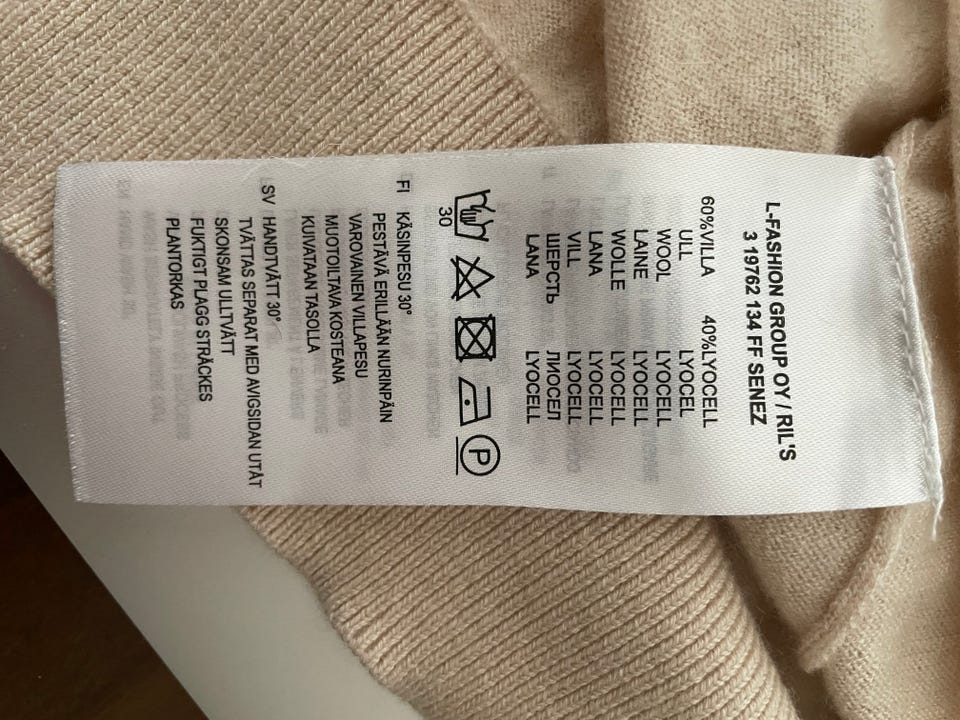 L-FASHION GROUP OY / RIL'S
3 19762 134 FF SENEZ
60%VILLA 40%LYOCELL
ULL LYOCEL
WOOL LYOCELL
LAINE LYOCELL
WOLLE LYOCELL
LANA LYOCELL
VILL LYOCELL
ШЕРСТЬ ЛИОСЕЛ
LANA LYOCELL
P
30
FI KÄSINPESU 30°
PESTÄVÄ ERILLÄÄN NURINPÄIN
VAROVAINEN VILLAPESU
MUOTOILTAVA KOSTEANA
KUIVATAAN TASOLLA
SV HANDTVÄTT 30°
TVÄTTAS SEPARAT MED AVIGSIDAN UTÅT
SKONSAM ULLTVÄTT
FUKTIGT PLAGG STRÄCKES
PLANTORKAS